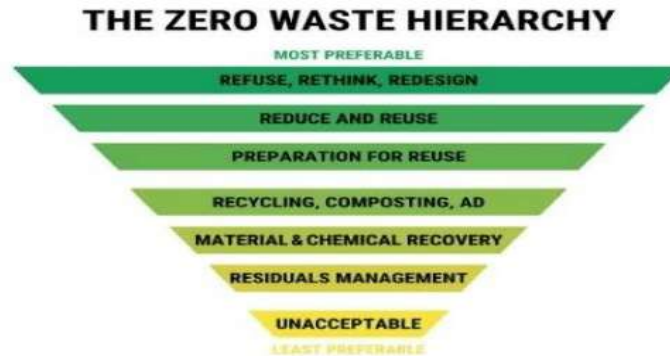 THE ZERO WASTE HIERARCHY
MOST PREFERABLE
REFUSE, RETHINK, REDESIGN
REDUCE AND REUSE
PREPARATION FOR REUSE
RECYCLING, COMPOSTING, AD
MATERIAL & CHEMICAL RECOVERY
RESIDUALS MANAGEMENT
UNACCEPTABLE
LEAST PREFERABLE